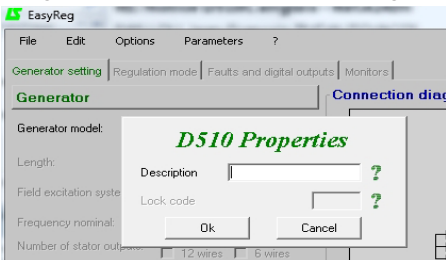 EasyReg
File Edit Options Parameters ?
Generator setting Regulation mode Faults and digital outputs Monitors
Generator Connection diag
Generator model:
D510 Properties
Length:
Description ?
Field excitation syste
Lock code ?
Frequency nominal:
Ok Cancel
Number of stator outputs:
12 wires 6 wires